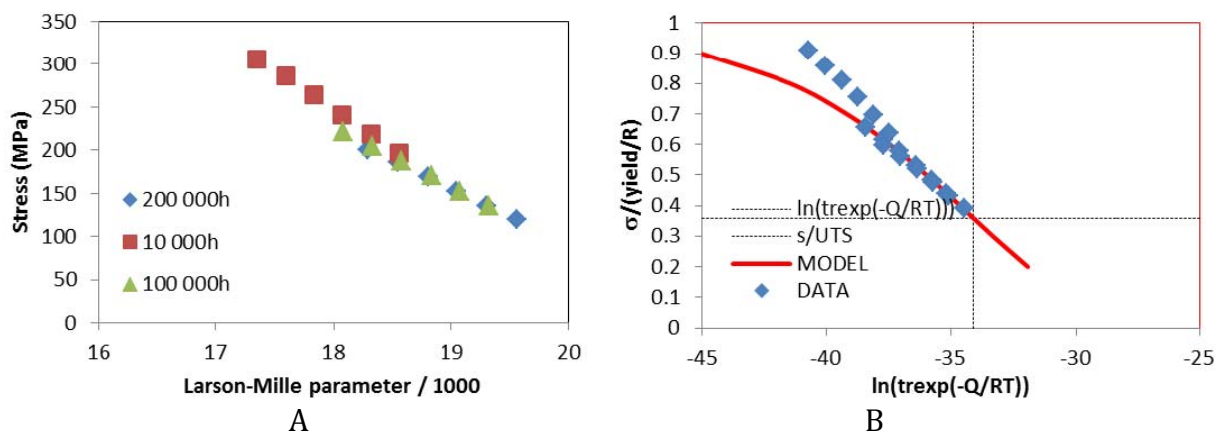 350
300
250
200
150
100
50
0
Stress (MPa)
200 000h
10 000h
100 000h
16 17 18 19 20
Larson-Mille parameter / 1000
A
1
0.9
0.8
0.7
0.6
0.5
0.4
0.3
0.2
0.1
0
σ/(yield/R)
ln(trexp(-Q/RT)))
s/UTS
MODEL
DATA
-45 -40 -35 -30 -25
ln(trexp(-Q/RT))
B